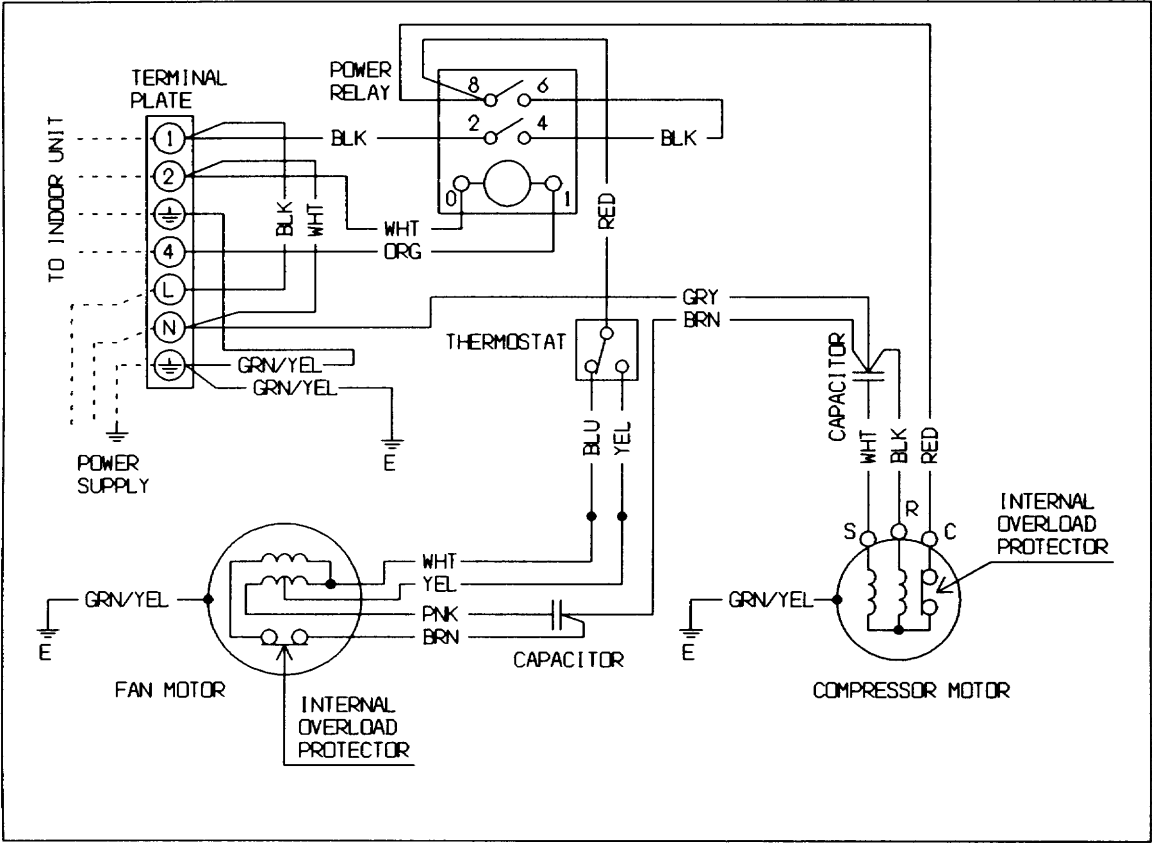 TERMINAL
PLATE
TO INDOOR UNIT
1
2
4
L
N
POWER
SUPPLY
POWER
RELAY
8 6
2 4
0 1
BLK
BLK
BLK
WHT
WHT
ORG
RED
GRY
BRN
THERMOSTAT
GRN/YEL
GRN/YEL
E
BLU
YEL
CAPACITOR
WHT
BLK
RED
S R C
INTERNAL
OVERLOAD
PROTECTOR
GRN/YEL
E
WHT
YEL
PNK
BRN
CAPACITOR
FAN MOTOR
INTERNAL
OVERLOAD
PROTECTOR
GRN/YEL
E
COMPRESSOR MOTOR